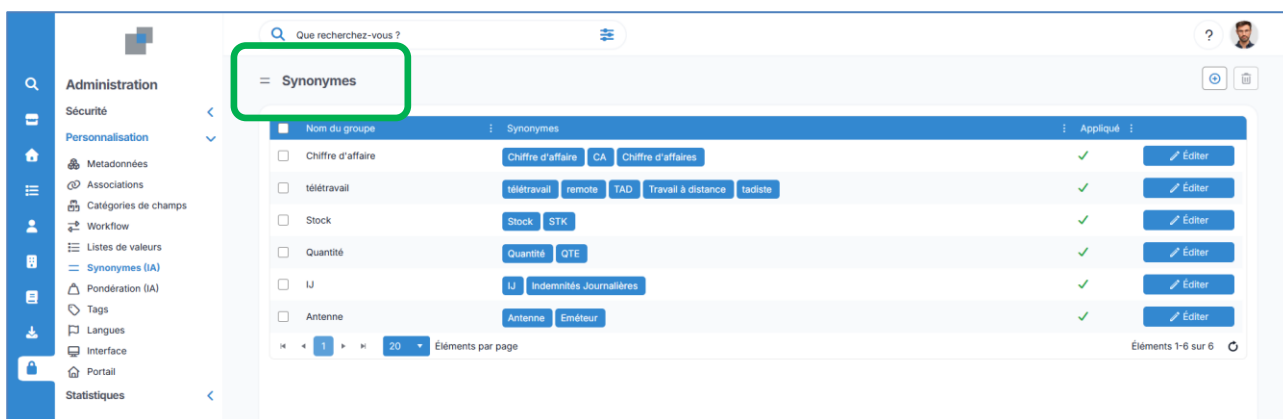 Que recherchez-vous ?
?
Administration
Synonymes
Sécurité
Personnalisation
Metadonnées
Associations
Catégories de champs
Workflow
Listes de valeurs
Synonymes (IA)
Pondération (IA)
Tags
Langues
Interface
Portail
Statistiques
Nom du groupe Synonymes Appliqué
Chiffre d'affaire Chiffre d'affaire CA Chiffre d'affaires Éditer
télétravail télétravail remote TAD Travail à distance tadiste Éditer
Stock Stock STK Éditer
Quantité Quantité QTE Éditer
IJ IJ Indemnités Journalières Éditer
Antenne Antenne Eméteur Éditer
1 20 Éléments par page Éléments 1-6 sur 6